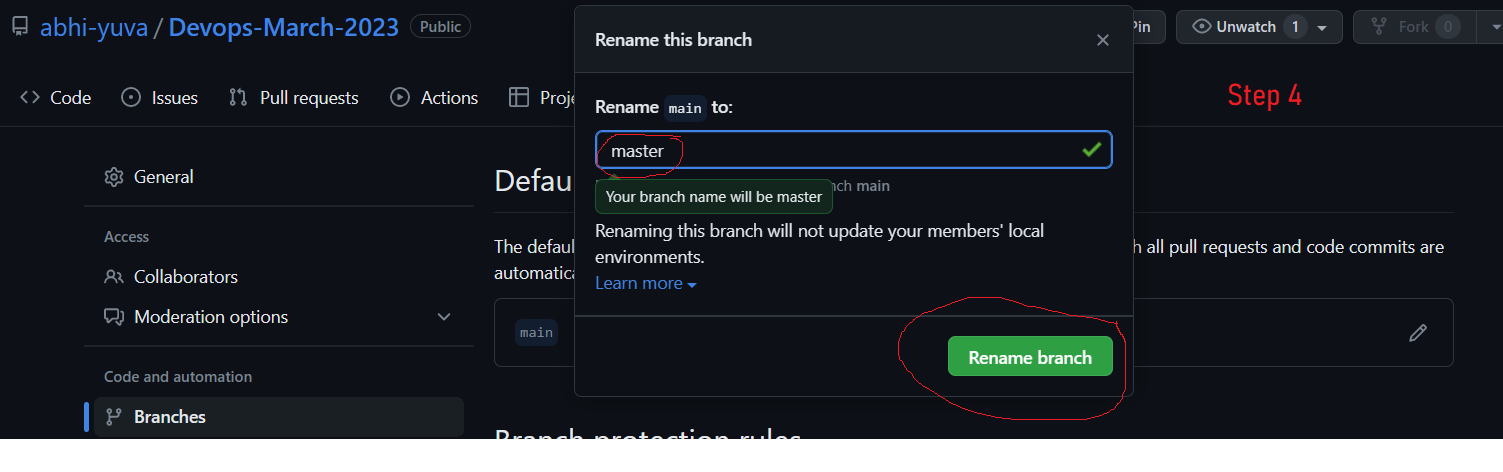 abhi-yuva / Devops-March-2023 Public
Pin
Unwatch 1
Fork 0
Code
Issues
Pull requests
Actions
Proje
Step 4
Rename this branch
Rename main to:
master
Your branch name will be master
nch main
Renaming this branch will not update your members' local
environments.
Learn more
Rename branch
General
Access
Collaborators
Moderation options
Code and automation
Branches
Defau
The defaul
h all pull requests and code commits are
automatica
main
Branch protection rules